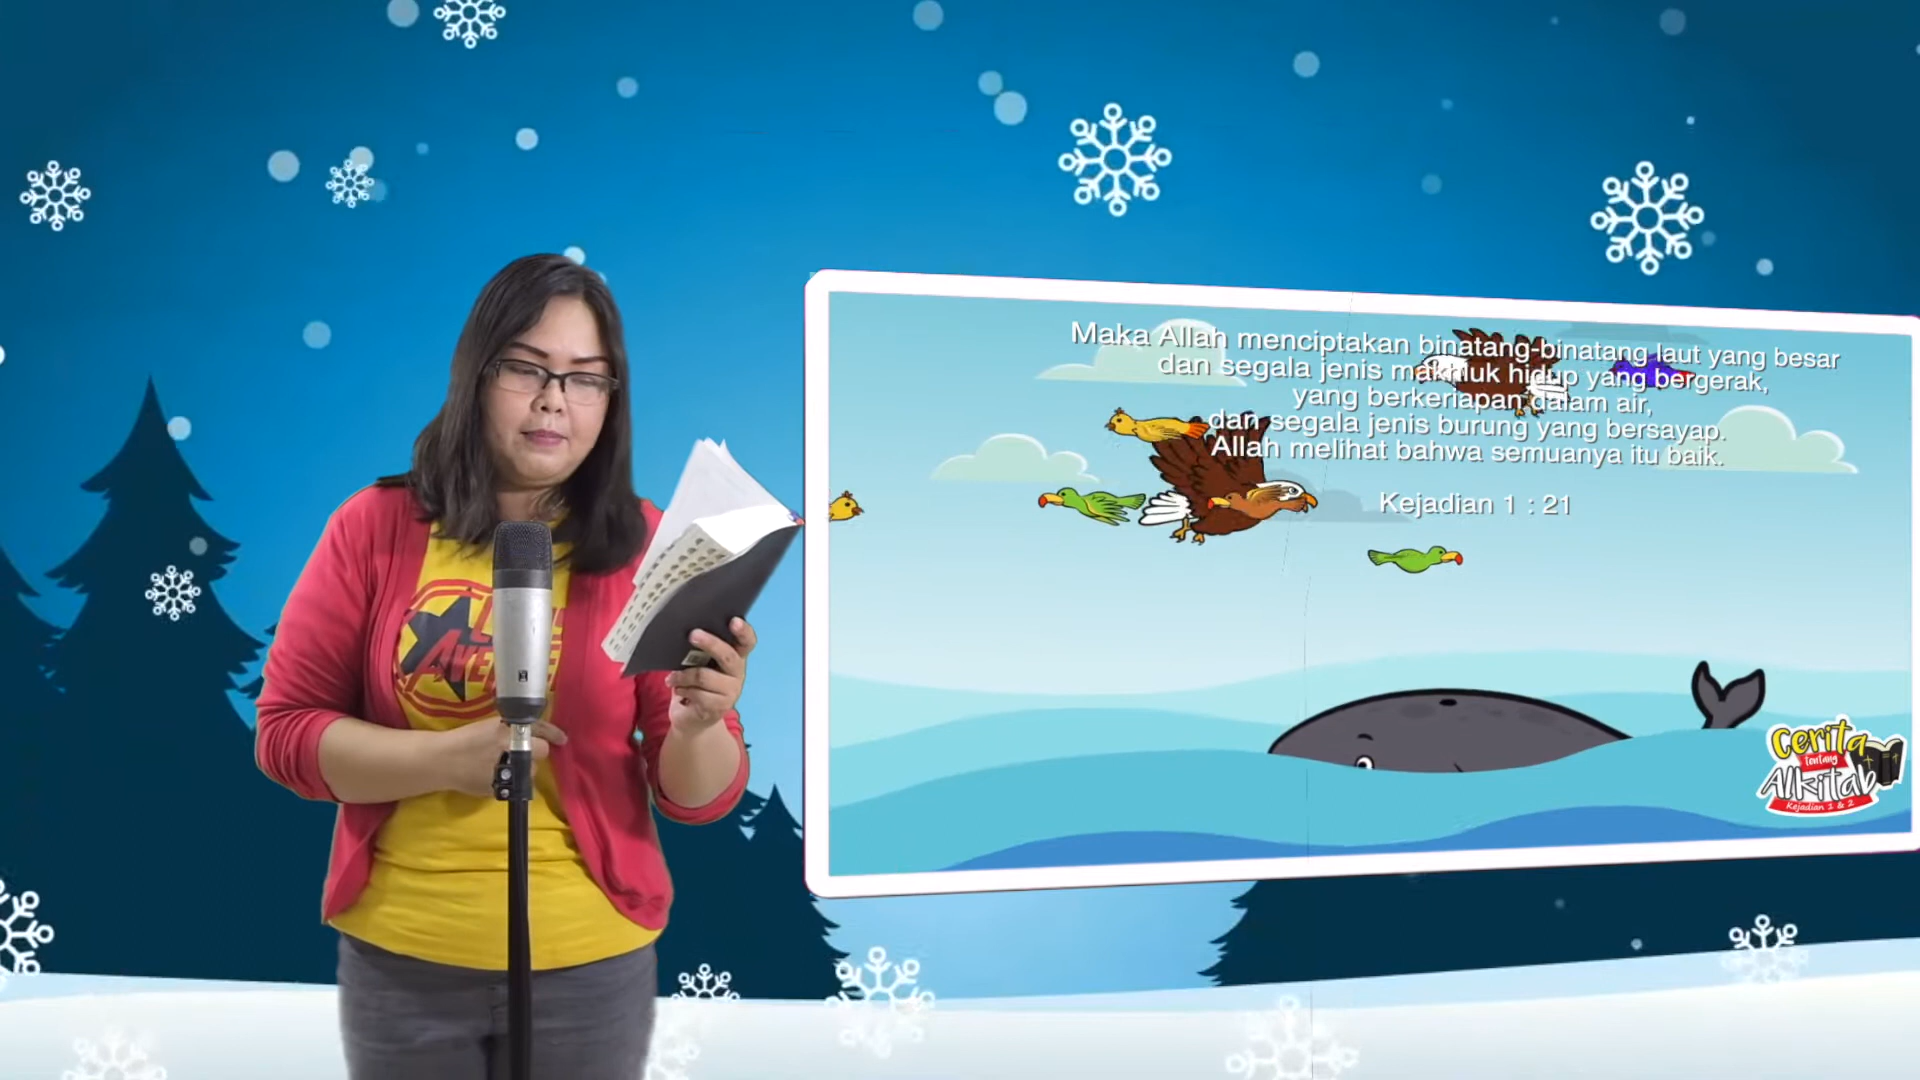 Maka Allah menciptakan binatang-binatang laut yang besar
dan segala jenis makhluk hidup yang bergerak,
yang berkeriapan dalam air,
dan segala jenis burung yang bersayap.
Allah melihat bahwa semuanya itu baik.
Kejadian 1 : 21
Cerita
Tentang
Alkitab
Kejadian 1 & 2